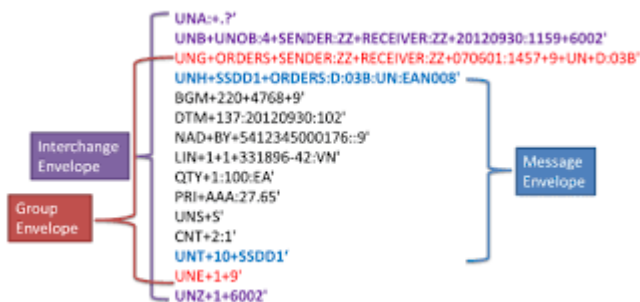 UNA:+.?'
UNB+UNOB:4+SENDER:ZZ+RECEIVER:ZZ+20120930:1159+6002'
UNG+ORDERS+SENDER:ZZ+RECEIVER:ZZ+070601:1457+9+UN+D:03B'
UNH+SSDD1+ORDERS:D:03B:UN:EAN008'
BGM+220+4768+9'
DTM+137:20120930:102'
NAD+BY+5412345000176::9'
LIN+1+1+331896-42:VN'
QTY+1:100:EA'
PRI+AAA:27.65'
UNS+S'
CNT+2:1'
UNT+10+SSDD1'
UNE+1+9'
UNZ+1+6002'
Interchange
Envelope
Group
Envelope
Message
Envelope